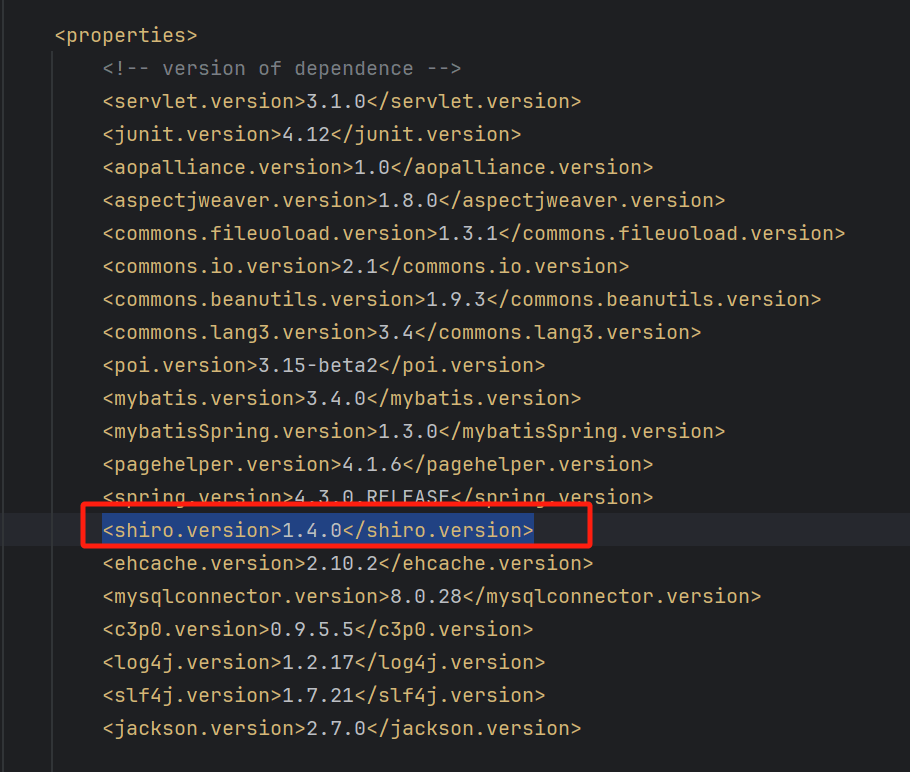 <properties>
<!-- version of dependence -->
<servlet.version>3.1.0</servlet.version>
<junit.version>4.12</junit.version>
<aopalliance.version>1.0</aopalliance.version>
<aspectjweaver.version>1.8.0</aspectjweaver.version>
<commons.fileuoload.version>1.3.1</commons.fileuoload.version>
<commons.io.version>2.1</commons.io.version>
<commons.beanutils.version>1.9.3</commons.beanutils.version>
<commons.lang3.version>3.4</commons.lang3.version>
<poi.version>3.15-beta2</poi.version>
<mybatis.version>3.4.0</mybatis.version>
<mybatisSpring.version>1.3.0</mybatisSpring.version>
<pagehelper.version>4.1.6</pagehelper.version>
<spring.version>4.3.0.RELEASE</spring.version>
<shiro.version>1.4.0</shiro.version>
<ehcache.version>2.10.2</ehcache.version>
<mysqlconnector.version>8.0.28</mysqlconnector.version>
<c3p0.version>0.9.5.5</c3p0.version>
<log4j.version>1.2.17</log4j.version>
<slf4j.version>1.7.21</slf4j.version>
<jackson.version>2.7.0</jackson.version>